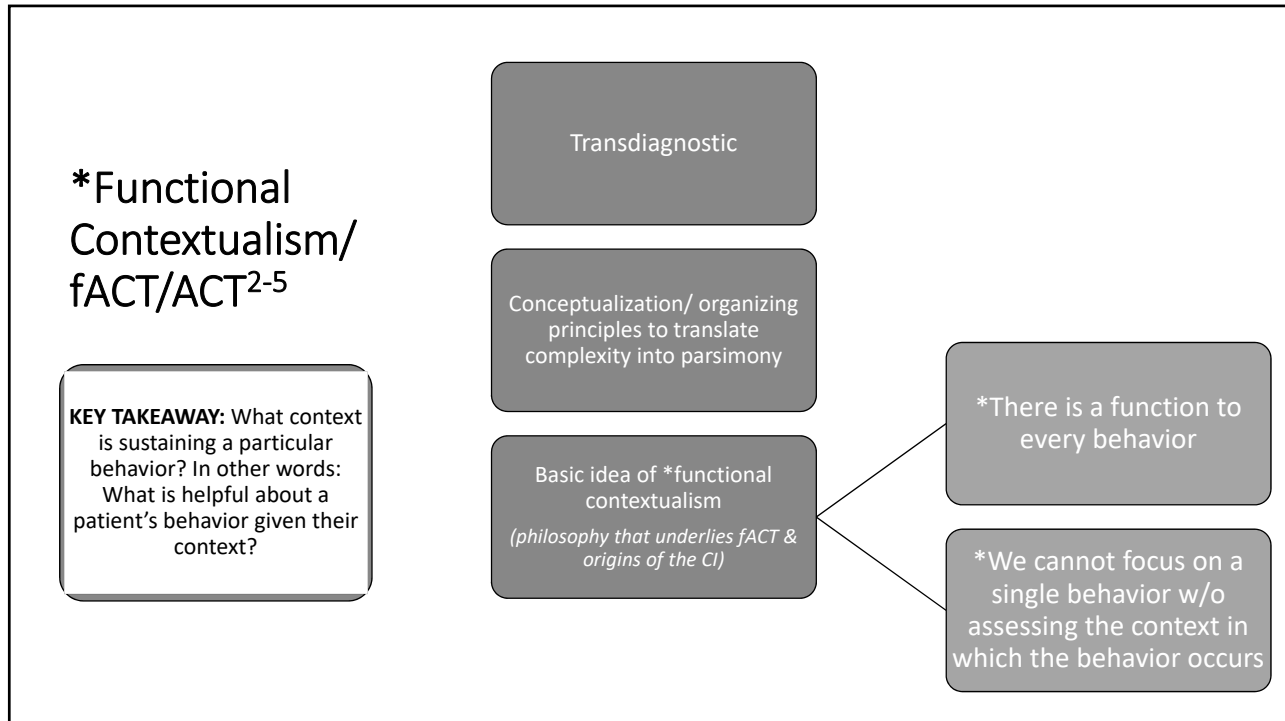 *Functional
Contextualism/
fACT/ACT2-5
KEY TAKEAWAY: What context
is sustaining a particular
behavior? In other words:
What is helpful about a
patient’s behavior given their
context?
Transdiagnostic
Conceptualization/ organizing
principles to translate
complexity into parsimony
Basic idea of *functional
contextualism
(philosophy that underlies fACT &
origins of the CI)
*There is a function to
every behavior
*We cannot focus on a
single behavior w/o
assessing the context in
which the behavior occurs